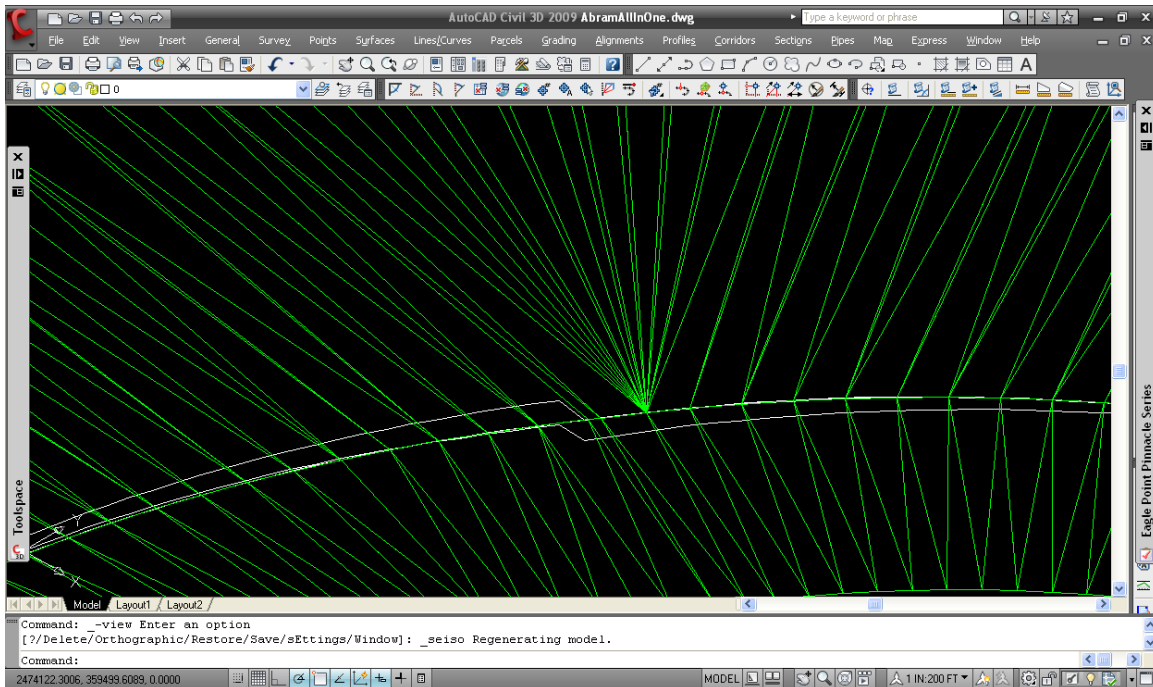 AutoCAD Civil 3D 2009 AbramAllInOne.dwg
Type a keyword or phrase
File Edit View Insert General Survey Points Surfaces Lines/Curves Parcels Grading Alignments Profiles Corridors Sections Pipes Map Express Window Help
0
Toolspace
Eagle Point Pinnacle Series
Y
X
Model Layout1 Layout2
Command: _-view Enter an option
[?/Delete/Orthographic/Restore/Save/sEttings/Window]: _seiso Regenerating model.
Command:
2474122.3006, 359499.6089, 0.0000 MODEL 1 IN:200 FT